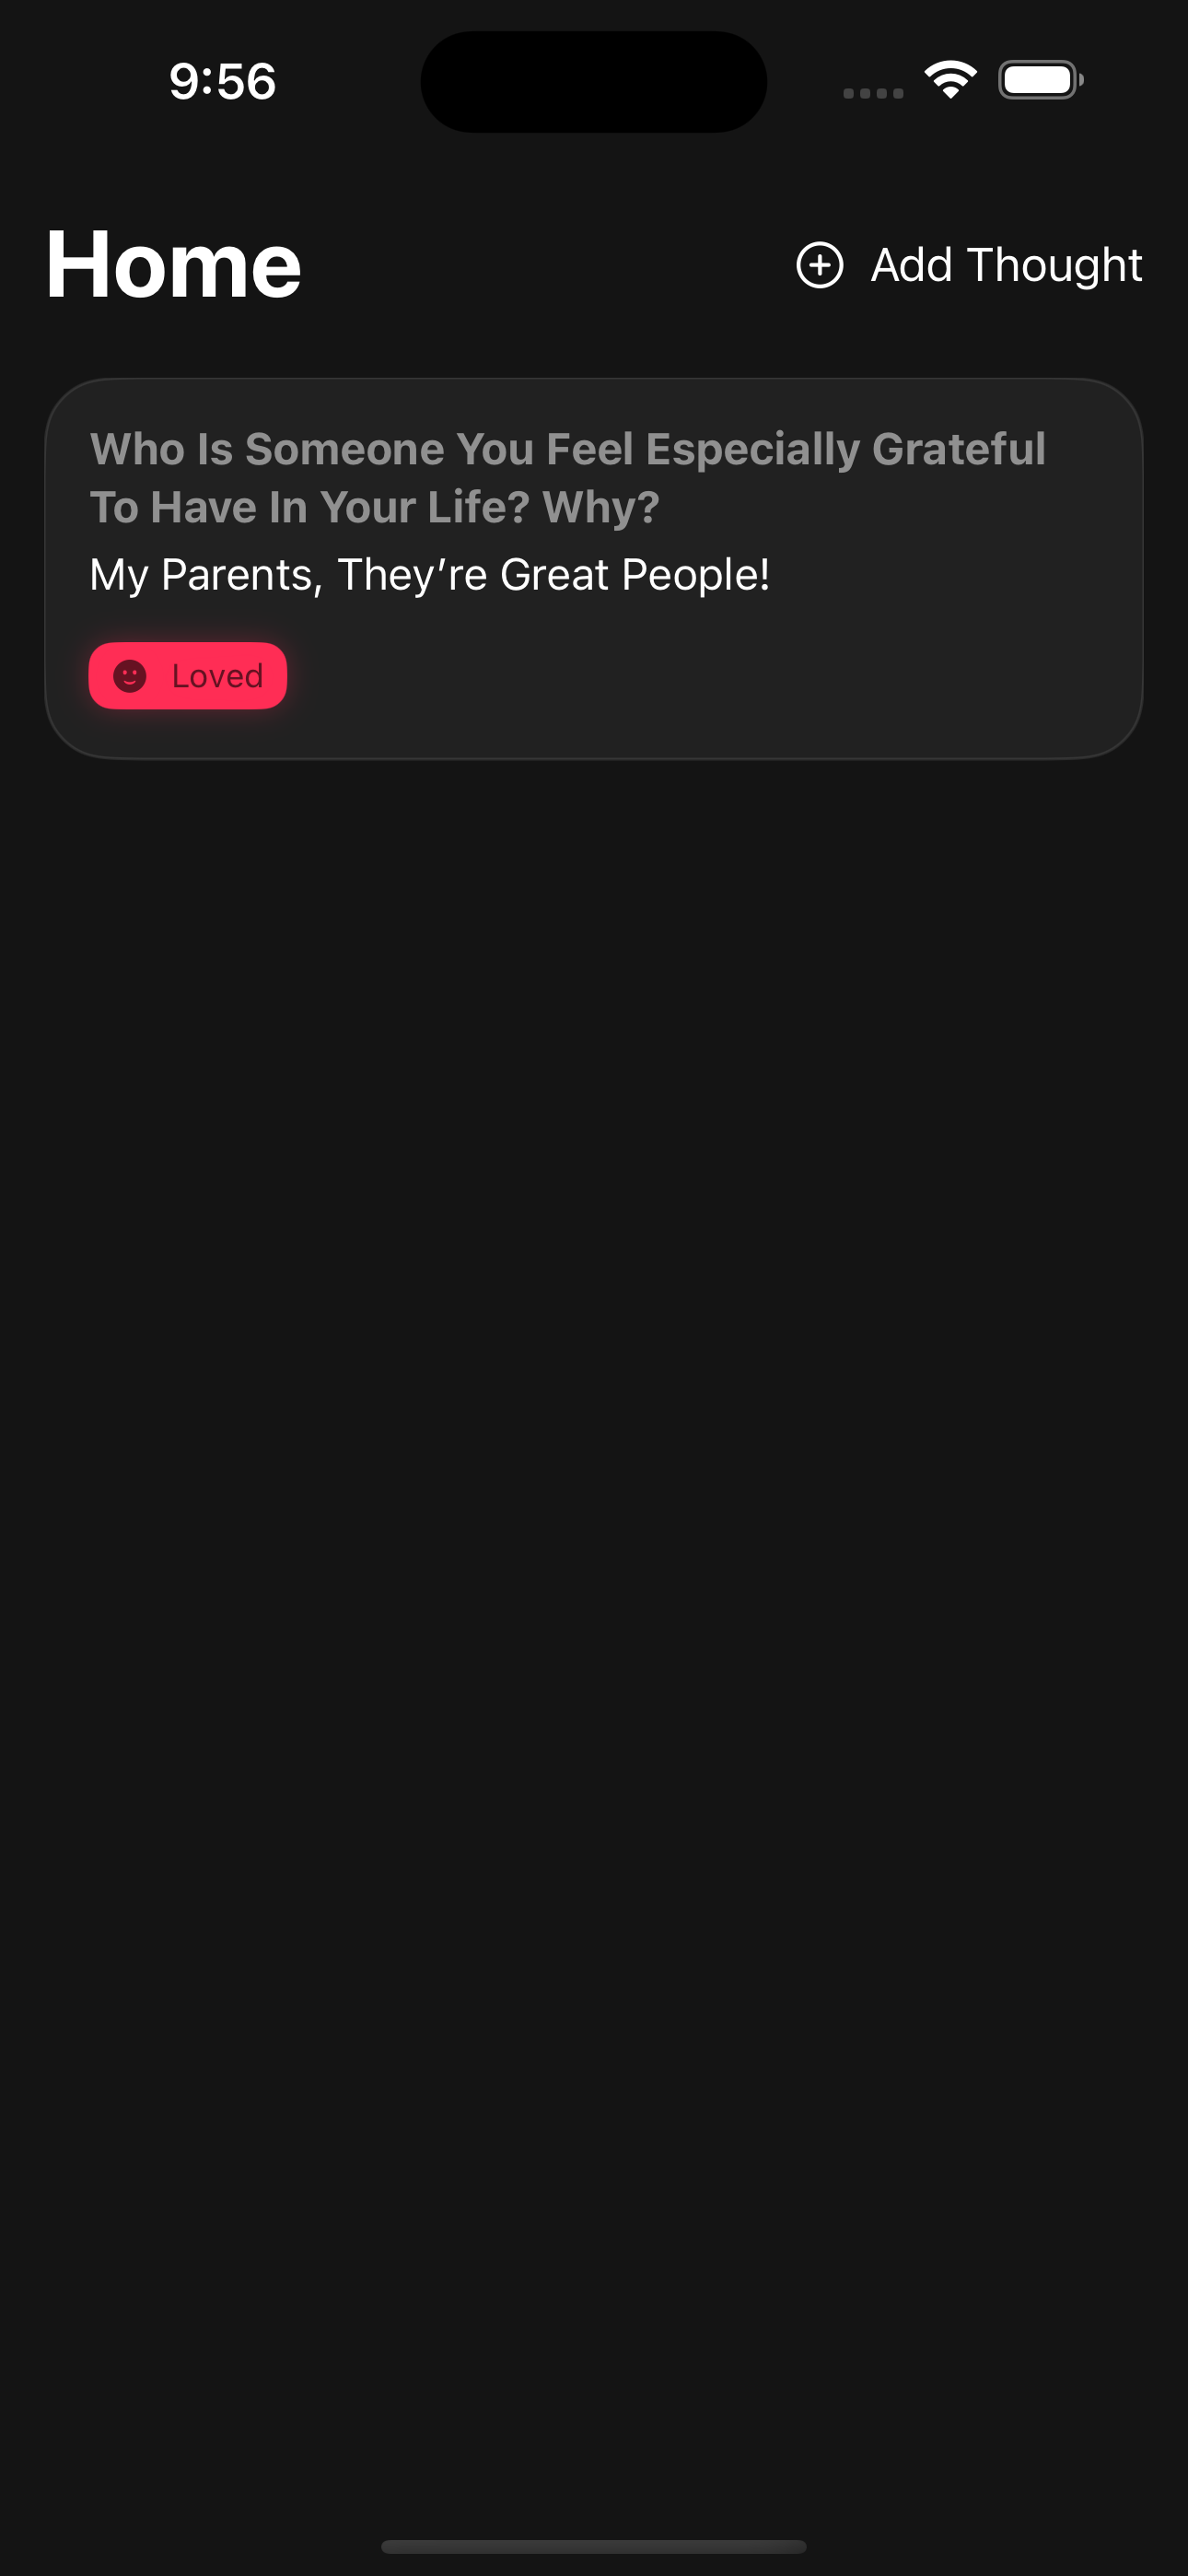 9:56
Home
Add Thought
Who Is Someone You Feel Especially Grateful
To Have In Your Life? Why?
My Parents, They’re Great People!
Loved